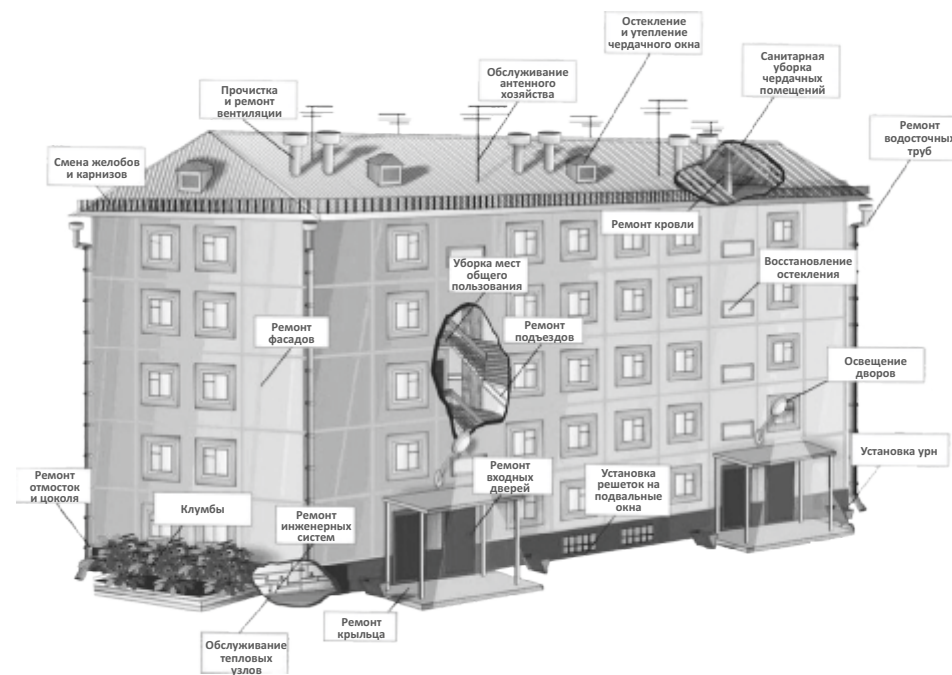 Остекление
и утепление
чердачного окна
Санитарная
уборка
чердачных
помещений
Обслуживание
антенного
хозяйства
Прочистка
и ремонт
вентиляции
Ремонт
водосточных
труб
Смена желобов
и карнизов
Ремонт кровли
Уборка мест
общего
пользования
Восстановление
остекления
Ремонт
фасадов
Ремонт
подъездов
Освещение
дворов
Ремонт
отмосток
и цоколя
Клумбы
Ремонт
инженерных
систем
Ремонт
входных
дверей
Установка
решеток на
подвальные
окна
Установка урн
Ремонт
крыльца
Обслуживание
тепловых
узлов